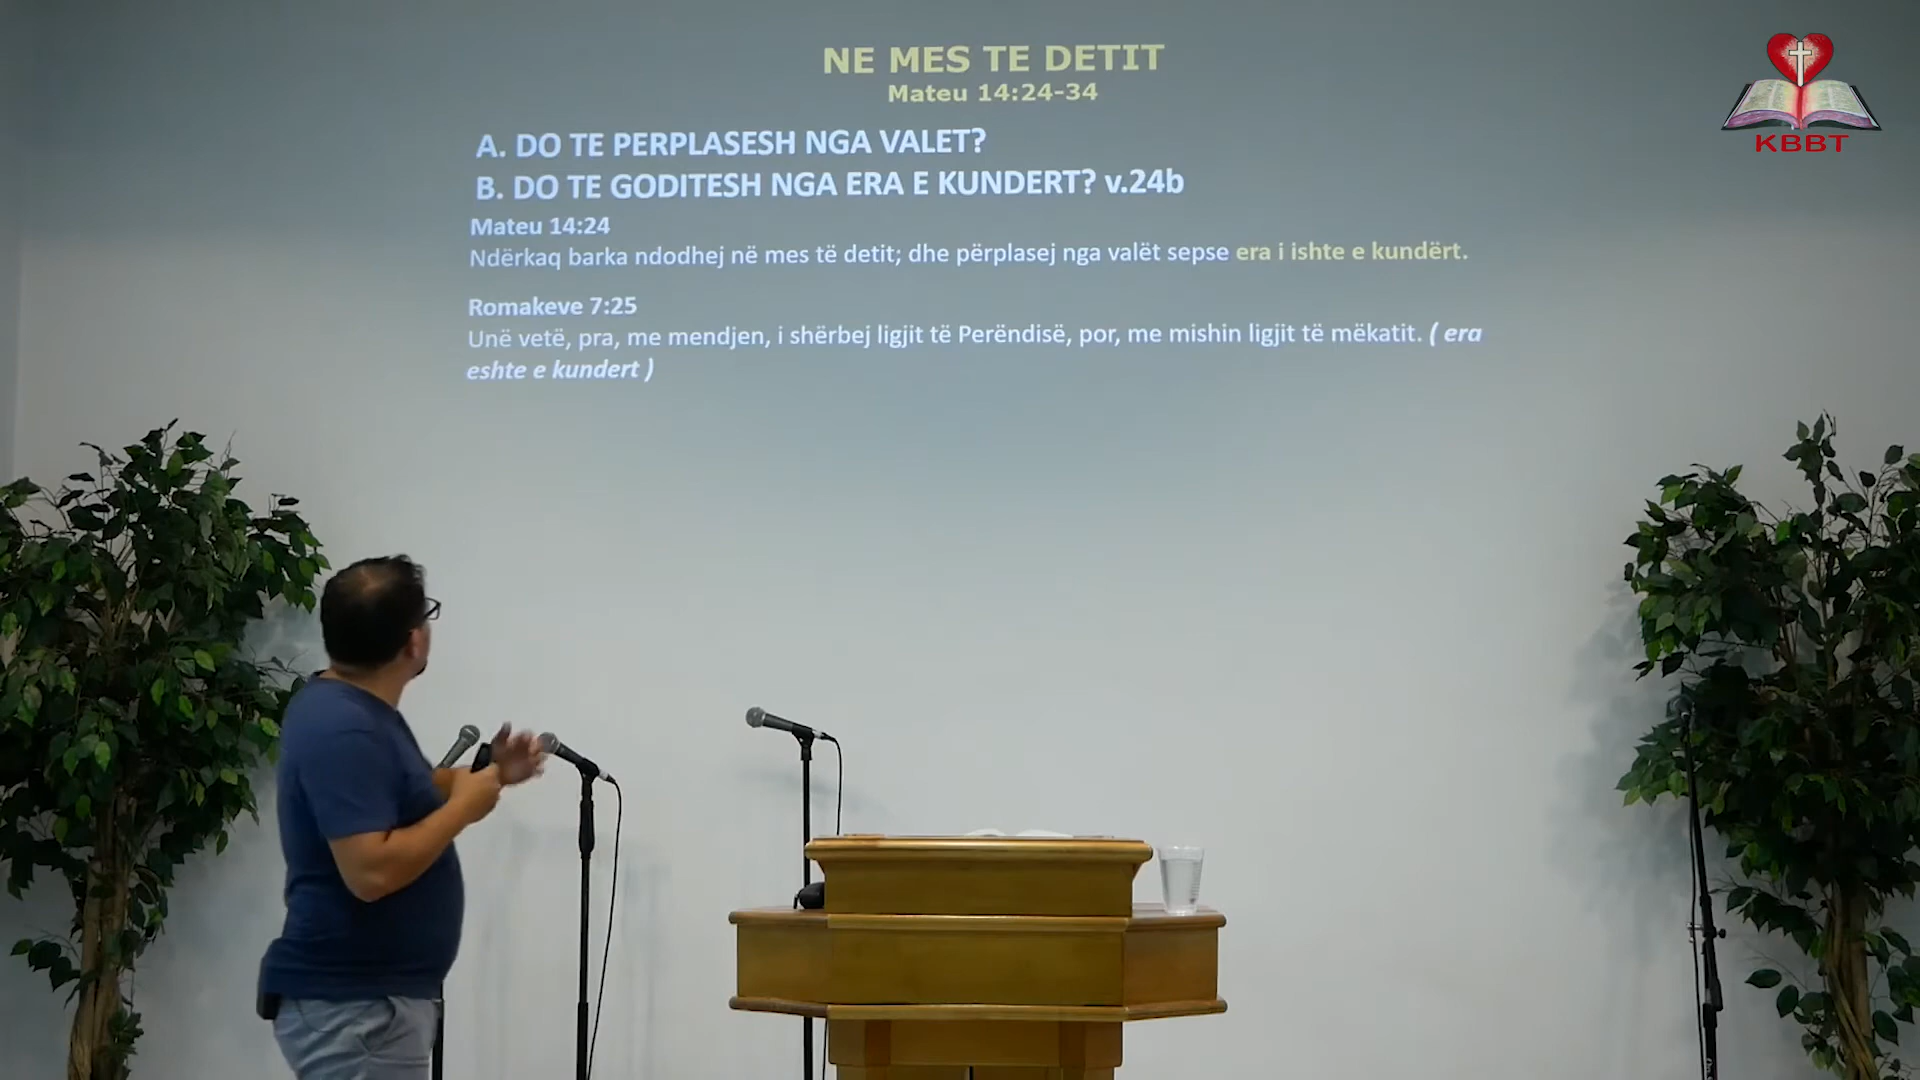 NE MES TE DETIT
Mateu 14:24-34
A. DO TE PERPLASESH NGA VALET?
B. DO TE GODITESH NGA ERA E KUNDERT? v.24b
Mateu 14:24
Ndërkaq barka ndodhej në mes të detit; dhe përplasej nga valët sepse era i ishte e kundërt.
Romakeve 7:25
Unë vetë, pra, me mendjen, i shërbej ligjit të Perëndisë, por, me mishin ligjit të mëkatit. ( era
eshte e kundert )
KBBT